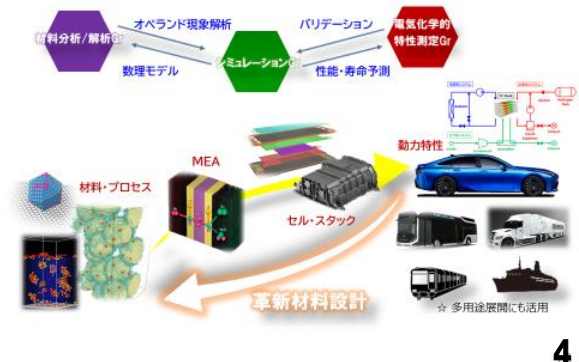 オペランド現象解析
バリデーション
材料分析/解析Gr
シミュレーションGr
電気化学的
特性測定Gr
数理モデル
性能・寿命予測
MEA
動力特性
材料・プロセス
セル・スタック
革新材料設計
☆ 多用途展開にも活用
4